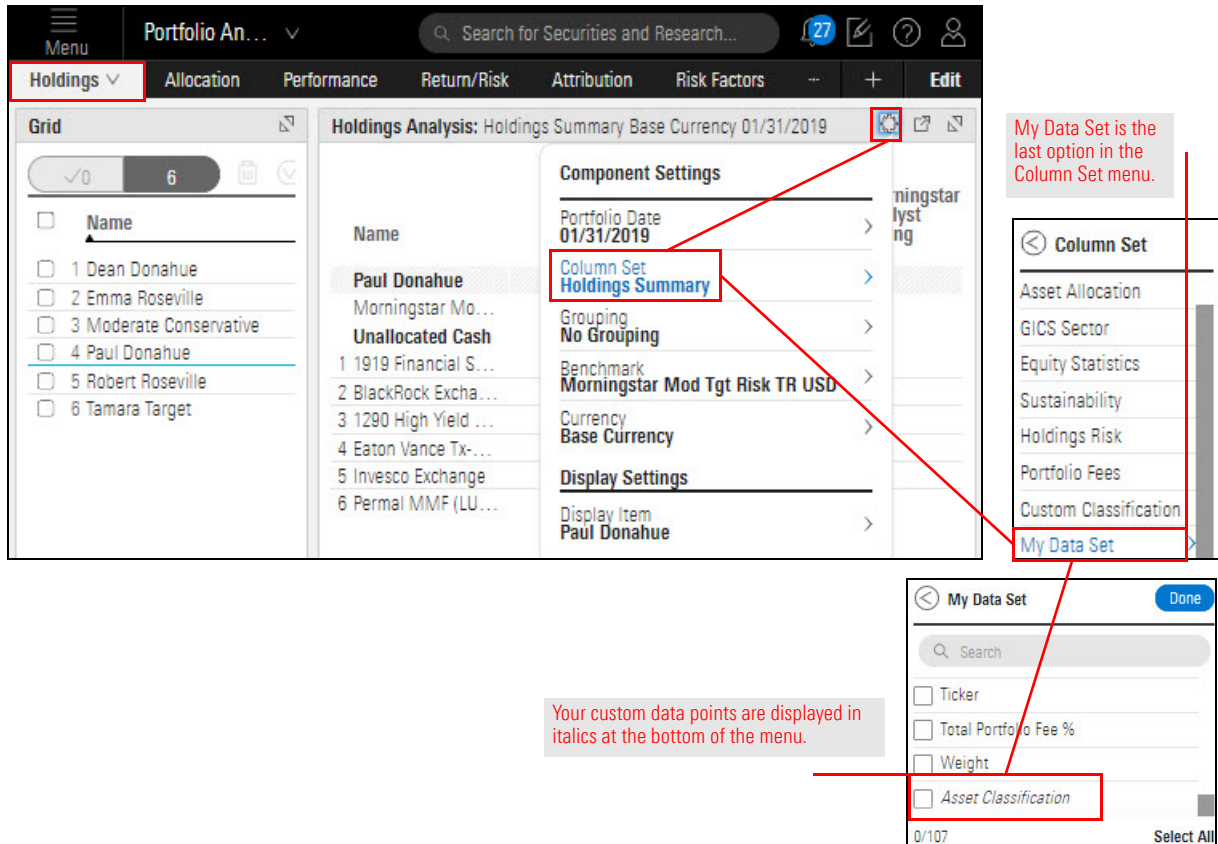 Menu
Portfolio An...
Search for Securities and Research...
27
Holdings
Allocation
Performance
Return/Risk
Attribution
Risk Factors
···
+
Edit
Grid
✓0
6
Name
1 Dean Donahue
2 Emma Roseville
3 Moderate Conservative
4 Paul Donahue
5 Robert Roseville
6 Tamara Target
Holdings Analysis: Holdings Summary Base Currency 01/31/2019
Name
Paul Donahue
Morningstar Mo...
Unallocated Cash
1 1919 Financial S...
2 BlackRock Excha...
3 1290 High Yield ...
4 Eaton Vance Tx-...
5 Invesco Exchange
6 Permal MMF (LU...
Component Settings
Portfolio Date
01/31/2019
Column Set
Holdings Summary
Grouping
No Grouping
Benchmark
Morningstar Mod Tgt Risk TR USD
Currency
Base Currency
Display Settings
Display Item
Paul Donahue
rningstar
lyst
ng
My Data Set is the
last option in the
Column Set menu.
Column Set
Asset Allocation
GICS Sector
Equity Statistics
Sustainability
Holdings Risk
Portfolio Fees
Custom Classification
My Data Set
My Data Set
Done
Search
Ticker
Total Portfolio Fee %
Weight
Asset Classification
0/107
Select All
Your custom data points are displayed in
italics at the bottom of the menu.